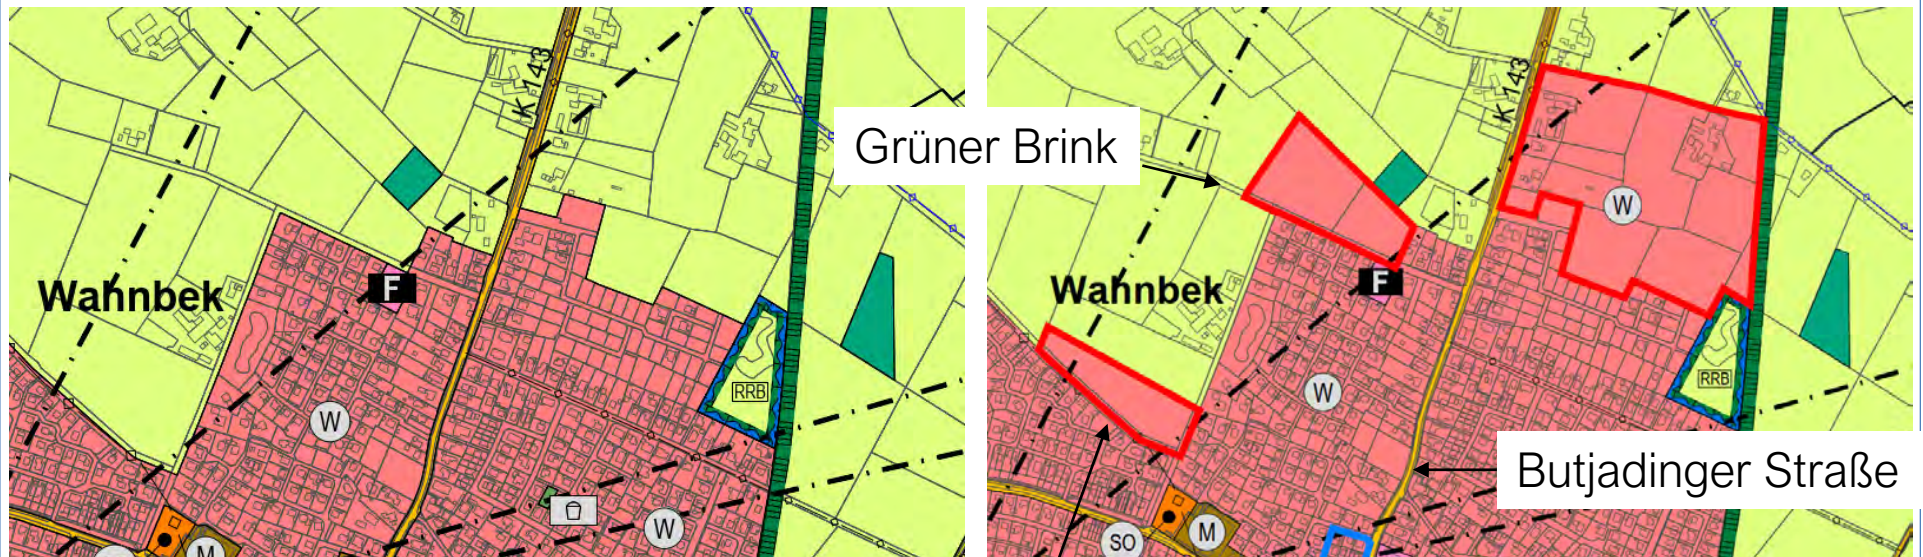 K 143
Wahnbek
F
W
RRB
W
M
Grüner Brink
K 143
W
Wahnbek
F
W
RRB
Butjadinger Straße
SO
M